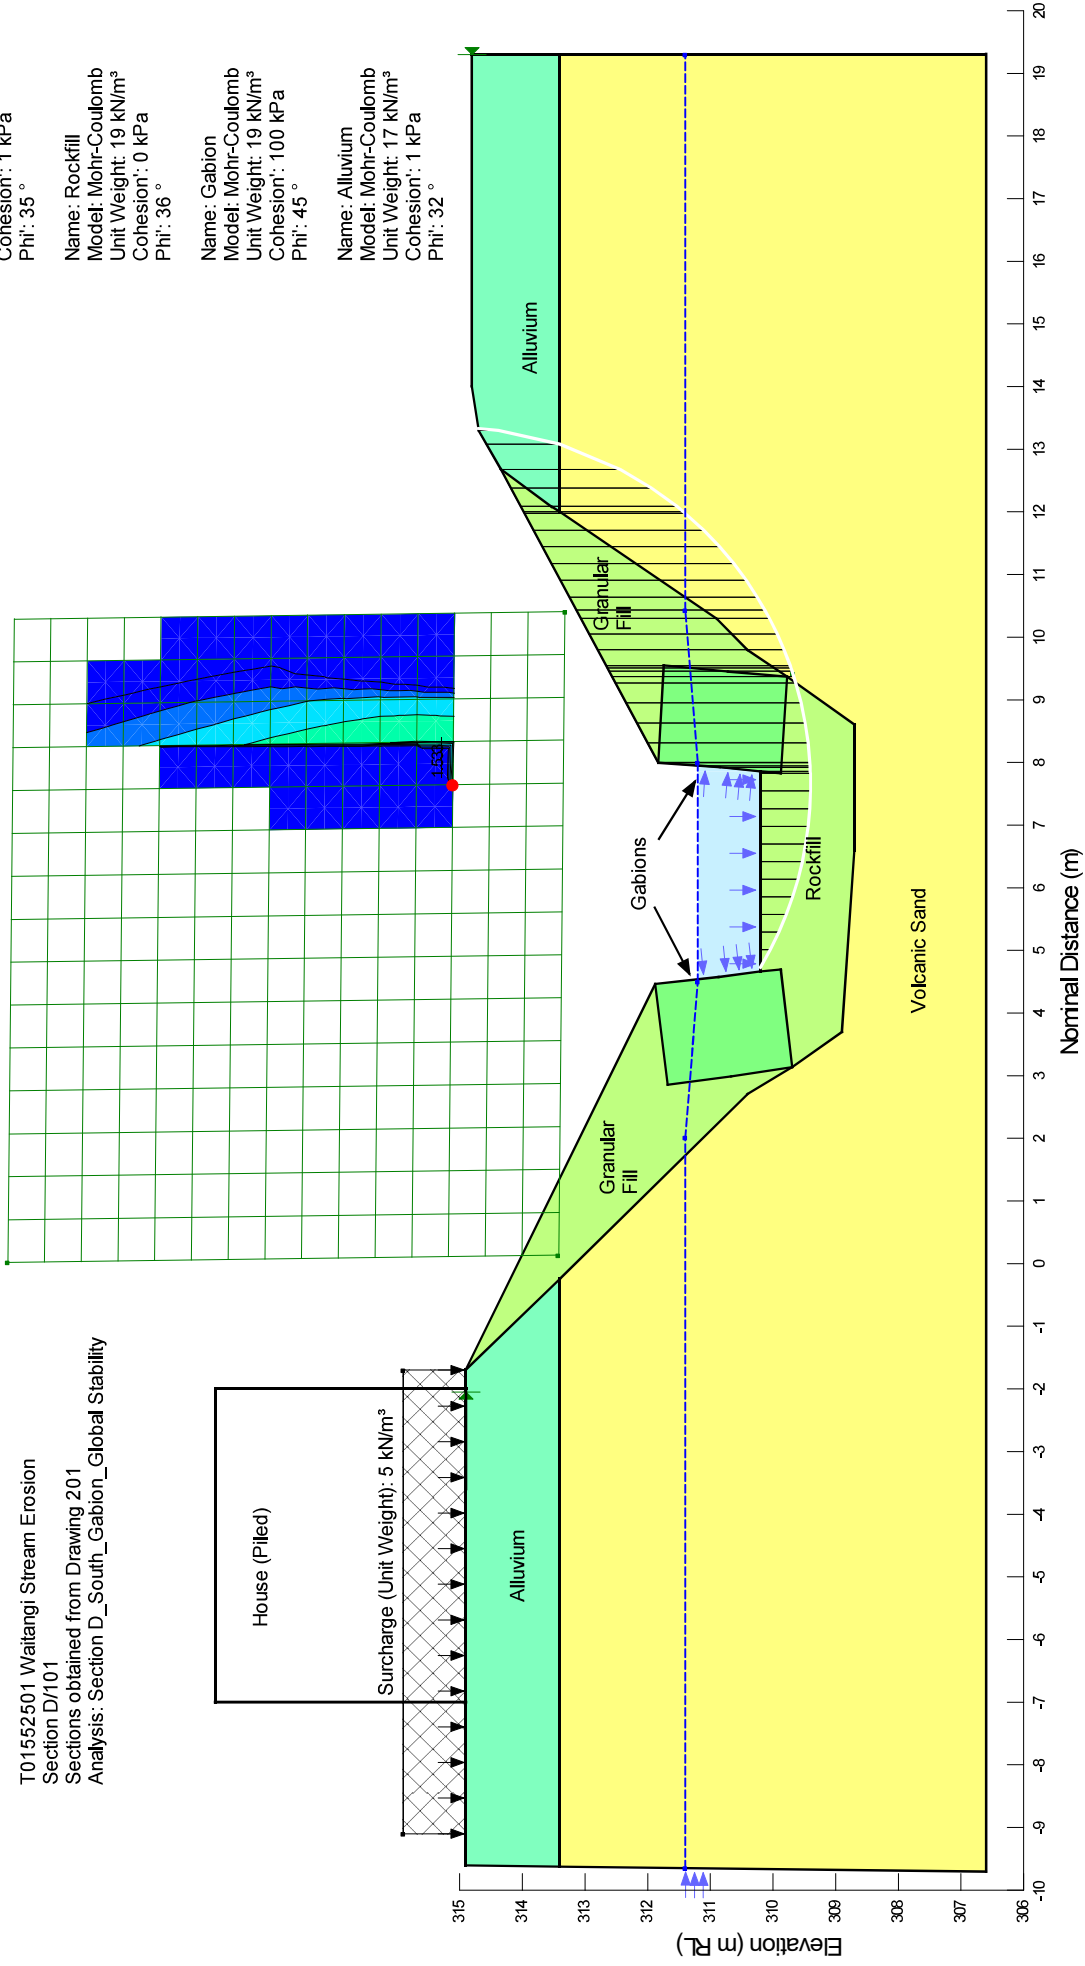 T01552501 Waitangi Stream Erosion
Section D/101
Sections obtained from Drawing 201
Analysis: Section D_South_Gabion_Global Stability
Cohesion': 1 kPa
Phi': 35 °
Name: Rockfill
Model: Mohr-Coulomb
Unit Weight: 19 kN/m³
Cohesion': 0 kPa
Phi': 36 °
Name: Gabion
Model: Mohr-Coulomb
Unit Weight: 19 kN/m³
Cohesion': 100 kPa
Phi': 45 °
Name: Alluvium
Model: Mohr-Coulomb
Unit Weight: 17 kN/m³
Cohesion': 1 kPa
Phi': 32 °
House (Piled)
Surcharge (Unit Weight): 5 kN/m³
Alluvium
Granular
Fill
Gabions
Granular
Fill
Alluvium
Rockfill
Volcanic Sand
Elevation (m RL)
315
314
313
312
311
310
309
308
307
306
-10
-9
-8
-7
-6
-5
-4
-3
-2
-1
0
1
2
3
4
5
6
7
8
9
10
11
12
13
14
15
16
17
18
19
20
Nominal Distance (m)